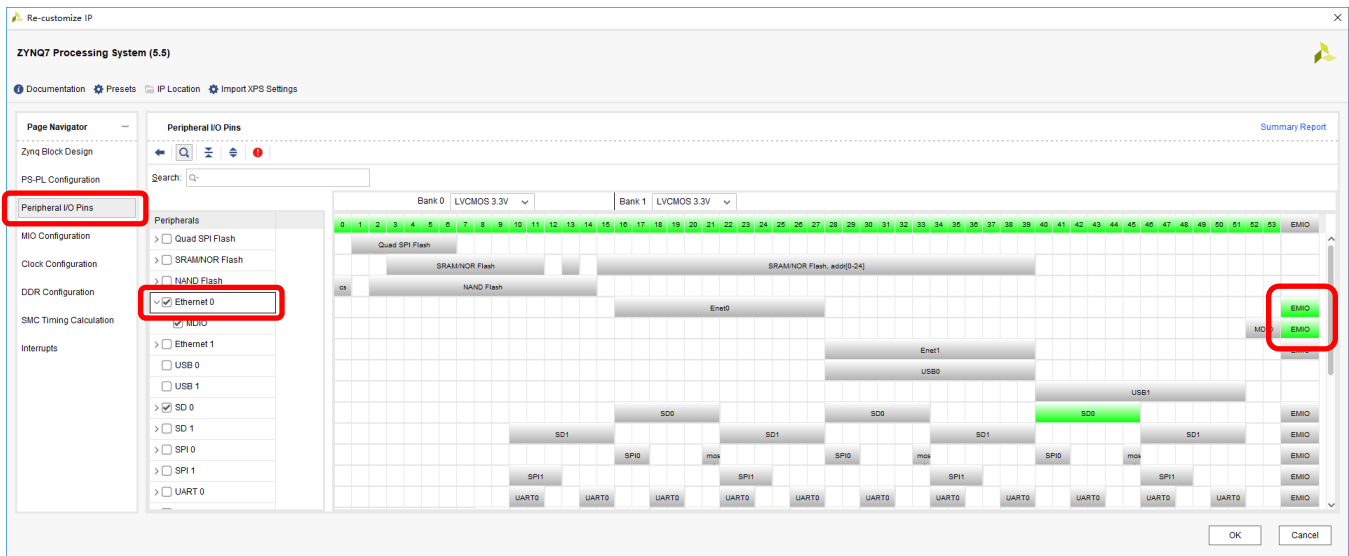 Re-customize IP
ZYNQ7 Processing System (5.5)
Documentation Presets IP Location Import XPS Settings
Page Navigator
Zynq Block Design
PS-PL Configuration
Peripheral I/O Pins
MIO Configuration
Clock Configuration
DDR Configuration
SMC Timing Calculation
Interrupts
Peripheral I/O Pins Summary Report
Search: Q-
Bank 0 LVCMOS 3.3V Bank 1 LVCMOS 3.3V
Peripherals 0 1 2 3 4 5 6 7 8 9 10 11 12 13 14 15 16 17 18 19 20 21 22 23 24 25 26 27 28 29 30 31 32 33 34 35 36 37 38 39 40 41 42 43 44 45 46 47 48 49 50 51 52 53 EMIO
Quad SPI Flash Quad SPI Flash
SRAM/NOR Flash SRAM/NOR Flash SRAM/NOR Flash, addr[0-24]
NAND Flash cs NAND Flash
Ethernet 0 Enet0 EMIO
MDIO EMIO
Ethernet 1 Enet1 EMIO
USB 0 USB0
USB 1 USB1
SD 0 SD0 SD0 SD0 EMIO
SD 1 SD1 SD1 SD1 SD1 EMIO
SPI 0 SPI0 mos SPI0 mos SPI0 mos EMIO
SPI 1 SPI1 SPI1 SPI1 SPI1 EMIO
UART 0 UART0 UART0 UART0 UART0 UART0 UART0 UART0 UART0 UART0 UART0 UART0 EMIO
OK Cancel